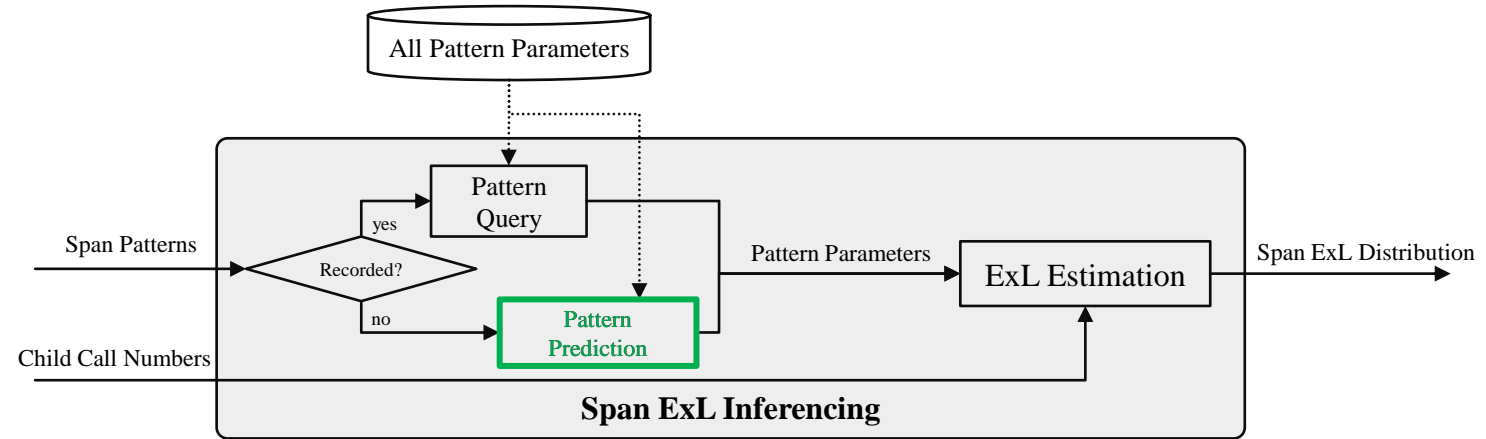 All Pattern Parameters
Pattern
Query
yes
Span Patterns
Recorded?
Pattern Parameters
ExL Estimation
Span ExL Distribution
no
Pattern
Prediction
Child Call Numbers
Span ExL Inferencing